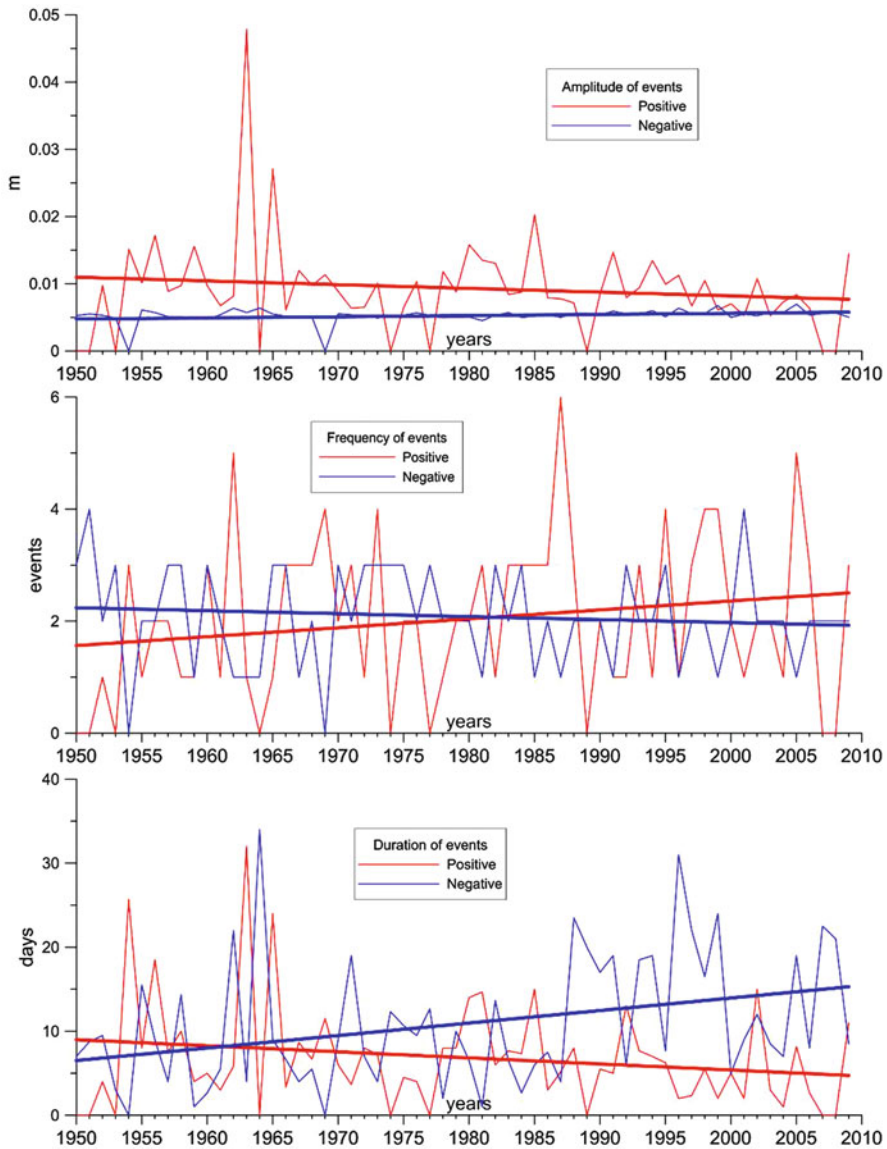 0.05
0.04
0.03
0.02
0.01
0
m
Amplitude of events
Positive
Negative
years
1950 1955 1960 1965 1970 1975 1980 1985 1990 1995 2000 2005 2010
6
4
2
0
events
Frequency of events
Positive
Negative
years
1950 1955 1960 1965 1970 1975 1980 1985 1990 1995 2000 2005 2010
40
30
20
10
0
days
Duration of events
Positive
Negative
years
1950 1955 1960 1965 1970 1975 1980 1985 1990 1995 2000 2005 2010